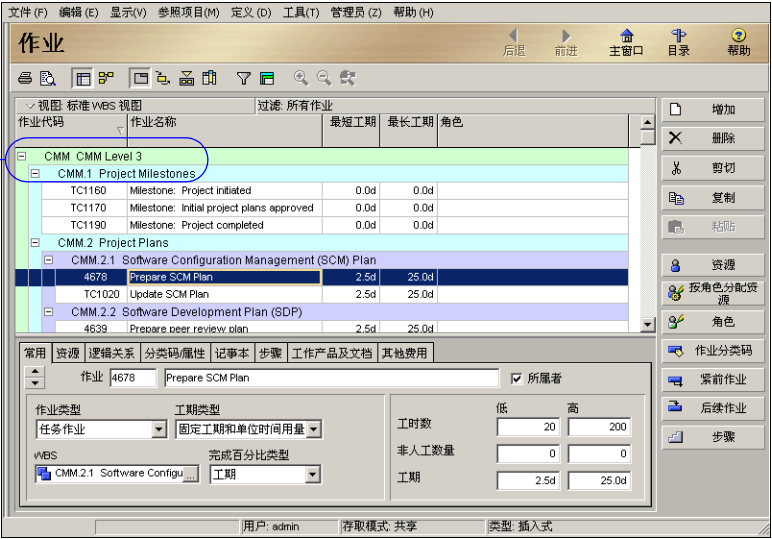 文件(F) 编辑(E) 显示(V) 参照项目(M) 定义(D) 工具(T) 管理员(Z) 帮助(H)
作业 后退 前进 主窗口 目录 帮助
视图: 标准 WBS 视图 过滤: 所有作业
作业代码 作业名称 最短工期 最长工期 角色
CMM CMM Level 3
CMM.1 Project Milestones
TC1160 Milestone: Project initiated 0.0d 0.0d
TC1170 Milestone: Initial project plans approved 0.0d 0.0d
TC1190 Milestone: Project completed 0.0d 0.0d
CMM.2 Project Plans
CMM.2.1 Software Configuration Management (SCM) Plan
4678 Prepare SCM Plan 2.5d 25.0d
TC1020 Update SCM Plan 2.5d 25.0d
CMM.2.2 Software Development Plan (SDP)
4639 Prepare peer review plan 2.5d 25.0d
增加
删除
剪切
复制
粘贴
资源
按角色分配资
源
角色
作业分类码
紧前作业
后续作业
步骤
常用 资源 逻辑关系 分类码/属性 记事本 步骤 工作产品及文档 其他费用
作业 4678 Prepare SCM Plan 所属者
作业类型 工期类型 低 高
任务作业 固定工期和单位时间用量 工时数 20 200
WBS 完成百分比类型 非人工数量 0 0
CMM.2.1 Software Configu ... 工期 工期 2.5d 25.0d
用户: admin 存取模式: 共享 类型: 插入式